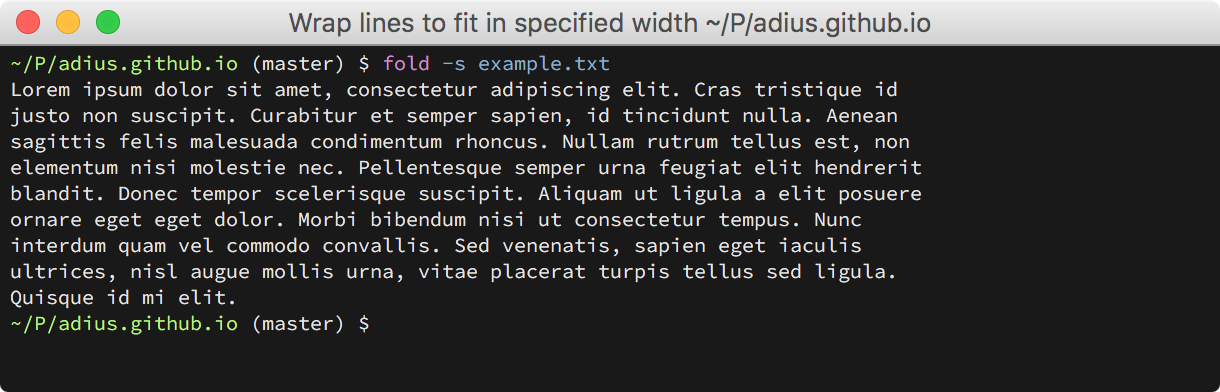 Wrap lines to fit in specified width ~/P/adius.github.io
~/P/adius.github.io (master) $ fold -s example.txt
Lorem ipsum dolor sit amet, consectetur adipiscing elit. Cras tristique id
justo non suscipit. Curabitur et semper sapien, id tincidunt nulla. Aenean
sagittis felis malesuada condimentum rhoncus. Nullam rutrum tellus est, non
elementum nisi molestie nec. Pellentesque semper urna feugiat elit hendrerit
blandit. Donec tempor scelerisque suscipit. Aliquam ut ligula a elit posuere
ornare eget eget dolor. Morbi bibendum nisi ut consectetur tempus. Nunc
interdum quam vel commodo convallis. Sed venenatis, sapien eget iaculis
ultrices, nisl augue mollis urna, vitae placerat turpis tellus sed ligula.
Quisque id mi elit.
~/P/adius.github.io (master) $